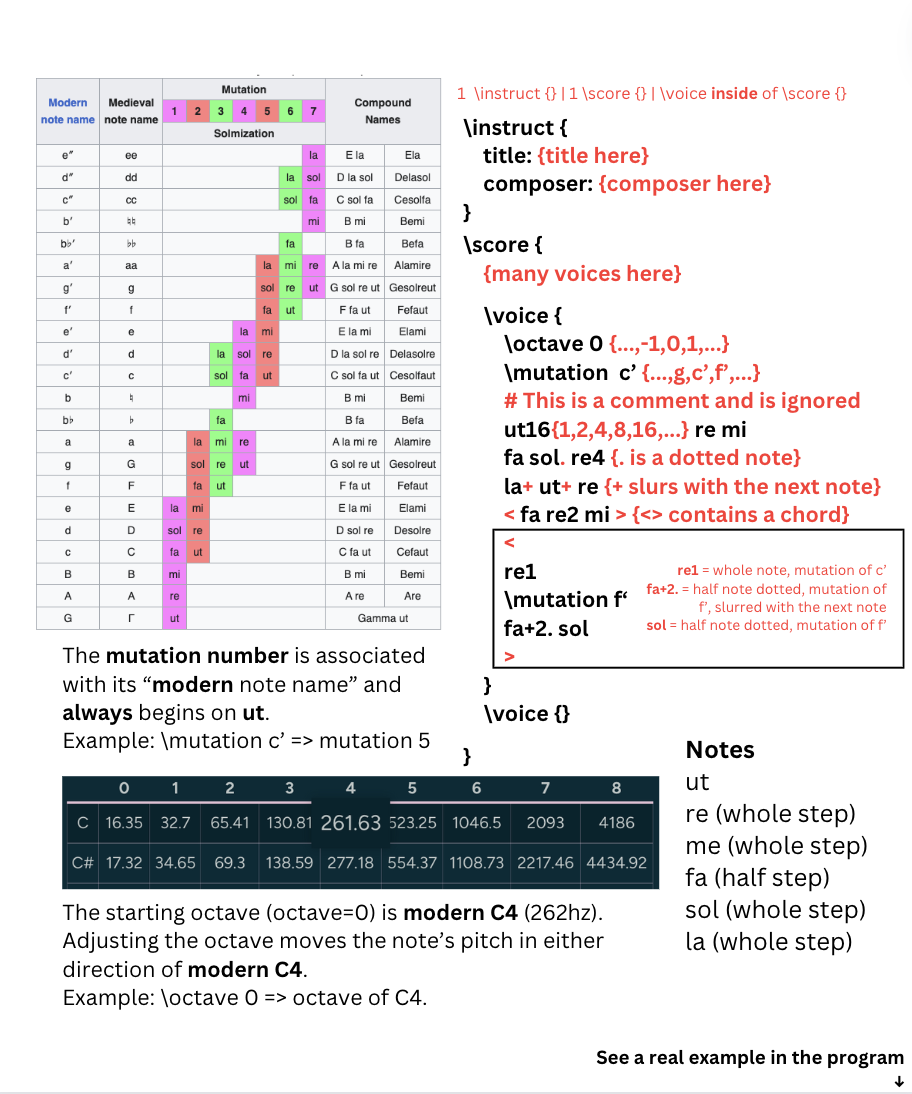 Modern note name | Medieval note name | Mutation | Compound Names
1 2 3 4 5 6 7
Solmization
e″ ee la E la Ela
d″ dd la sol D la sol Delasol
c″ cc sol fa C sol fa Cesolfa
b′ ♮♮ mi B mi Bemi
b♭′ ♭♭ fa B fa Befa
a′ aa la mi re A la mi re Alamire
g′ g sol re ut G sol re ut Gesolreut
f′ f fa ut F fa ut Fefaut
e′ e la mi E la mi Elami
d′ d la sol re D la sol re Delasolre
c′ c sol fa ut C sol fa ut Cesolfaut
b ♮ mi B mi Bemi
b♭ ♭ fa B fa Befa
a a la mi re A la mi re Alamire
g G sol re ut G sol re ut Gesolreut
f F fa ut F fa ut Fefaut
e E la mi E la mi Elami
d D sol re D sol re Desolre
c C fa ut C fa ut Cefaut
B B mi B mi Bemi
A A re A re Are
G Γ ut Gamma ut
The mutation number is associated
with its “modern note name” and
always begins on ut.
Example: \mutation c’ => mutation 5
1 \instruct {} | 1 \score {} | \voice inside of \score {}
\instruct {
title: {title here}
composer: {composer here}
}
\score {
{many voices here}
\voice {
\octave 0 {...,-1,0,1,...}
\mutation c’ {...,g,c’,f’,...}
# This is a comment and is ignored
ut16{1,2,4,8,16,...} re mi
fa sol. re4 {. is a dotted note}
la+ ut+ re {+ slurs with the next note}
< fa re2 mi > {<> contains a chord}
<
re1
\mutation f‘
fa+2. sol
>
re1 = whole note, mutation of c’
fa+2. = half note dotted, mutation of
f’, slurred with the next note
sol = half note dotted, mutation of f’
}
\voice {}
}
0 1 2 3 4 5 6 7 8
C 16.35 32.7 65.41 130.81 261.63 523.25 1046.5 2093 4186
C# 17.32 34.65 69.3 138.59 277.18 554.37 1108.73 2217.46 4434.92
The starting octave (octave=0) is modern C4 (262hz).
Adjusting the octave moves the note’s pitch in either
direction of modern C4.
Example: \octave 0 => octave of C4.
Notes
ut
re (whole step)
me (whole step)
fa (half step)
sol (whole step)
la (whole step)
See a real example in the program
↓